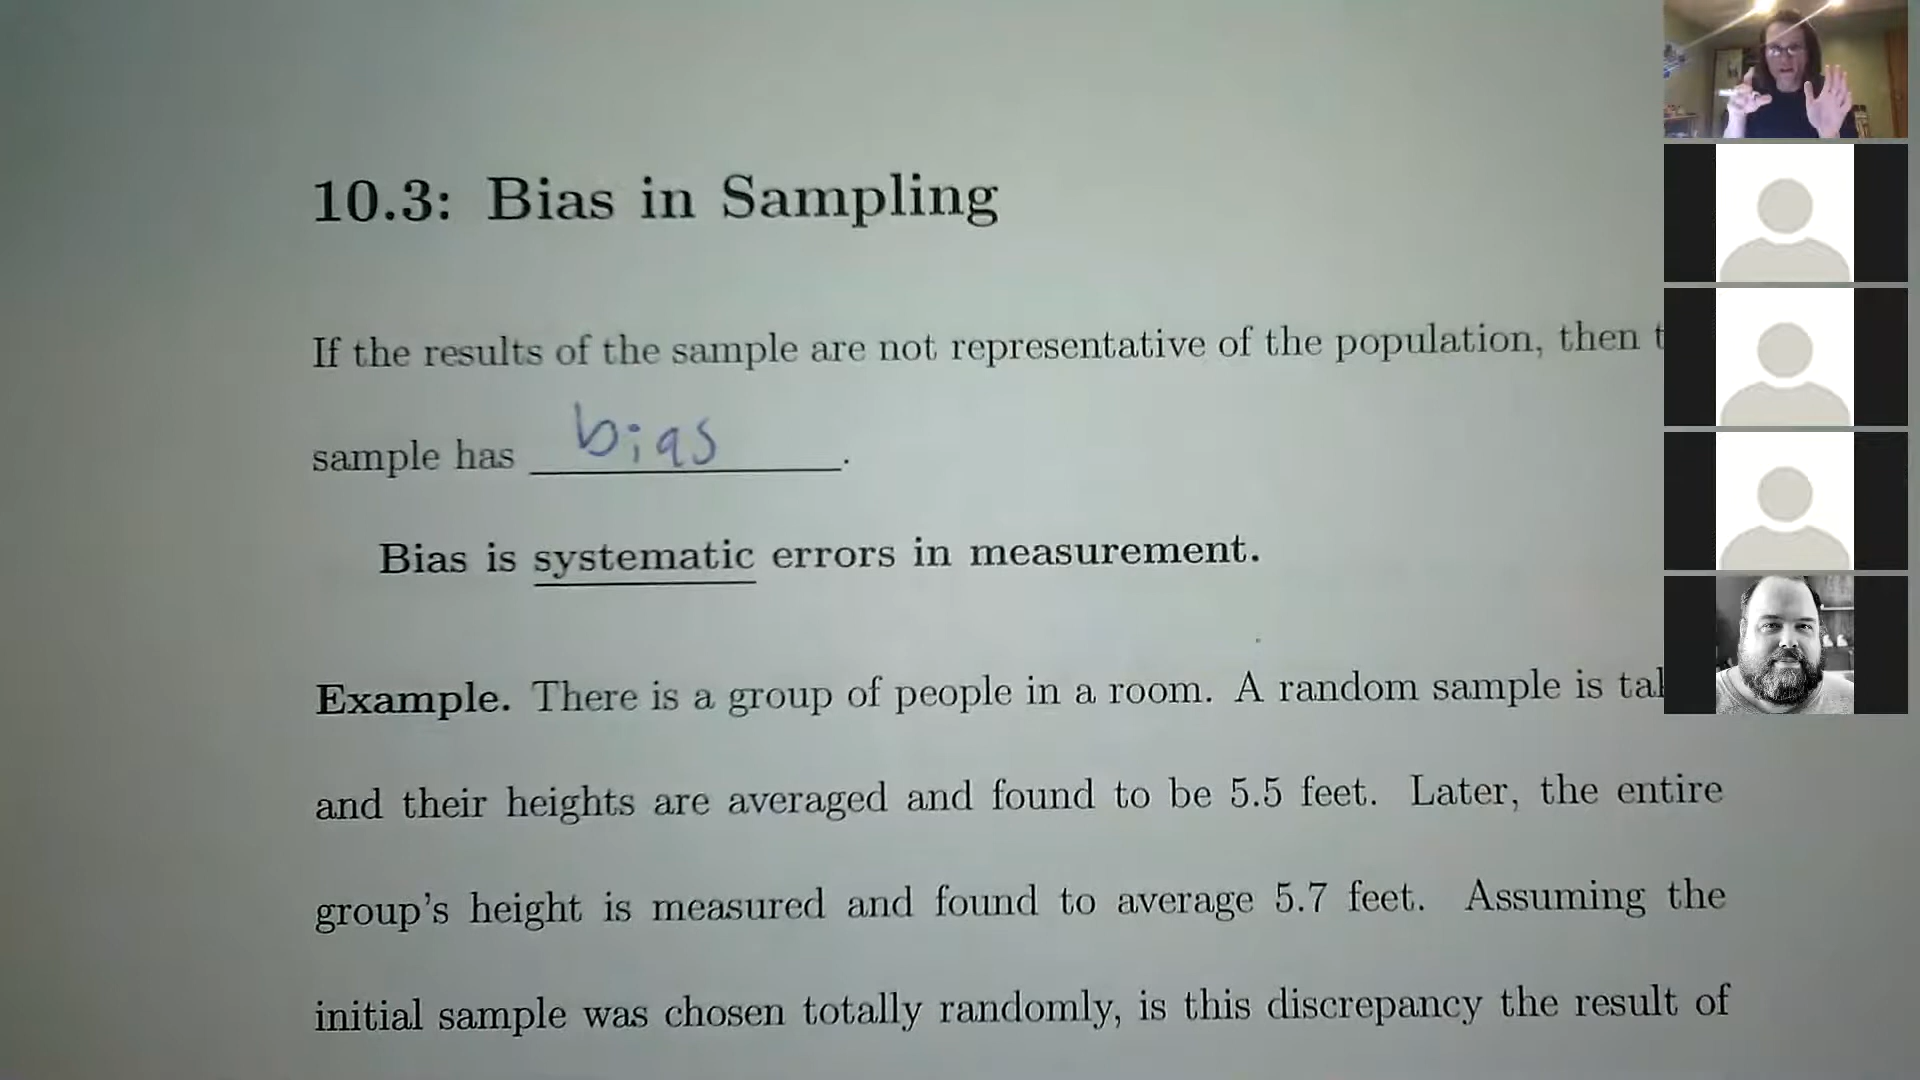 10.3: Bias in Sampling
If the results of the sample are not representative of the population, then
sample has bias.
Bias is systematic errors in measurement.
Example. There is a group of people in a room. A random sample is
and their heights are averaged and found to be 5.5 feet. Later, the entire
group's height is measured and found to average 5.7 feet. Assuming the
initial sample was chosen totally randomly, is this discrepancy the result of